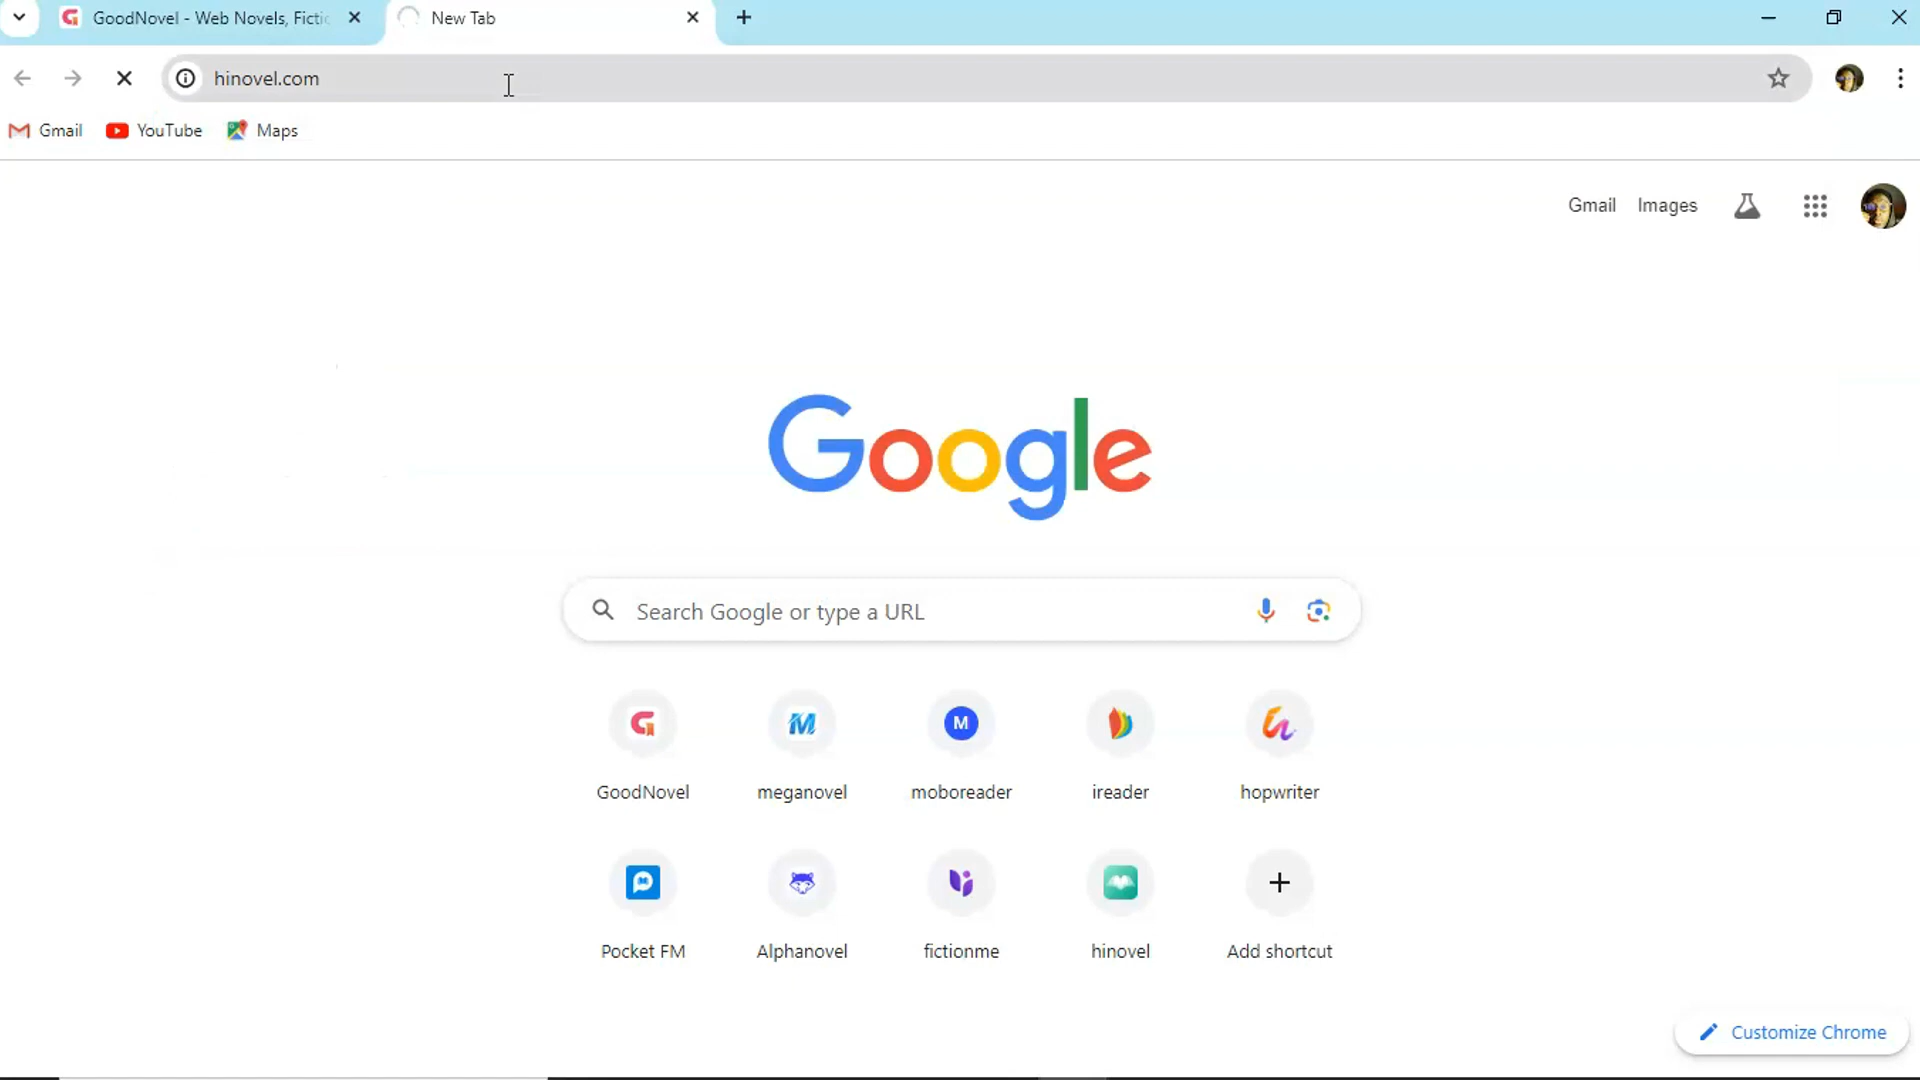 GoodNovel - Web Novels, Fictic
New Tab
hinovel.com
Gmail
YouTube
Maps
Gmail
Images
Google
Search Google or type a URL
GoodNovel
meganovel
moboreader
ireader
hopwriter
Pocket FM
Alphanovel
fictionme
hinovel
Add shortcut
Customize Chrome